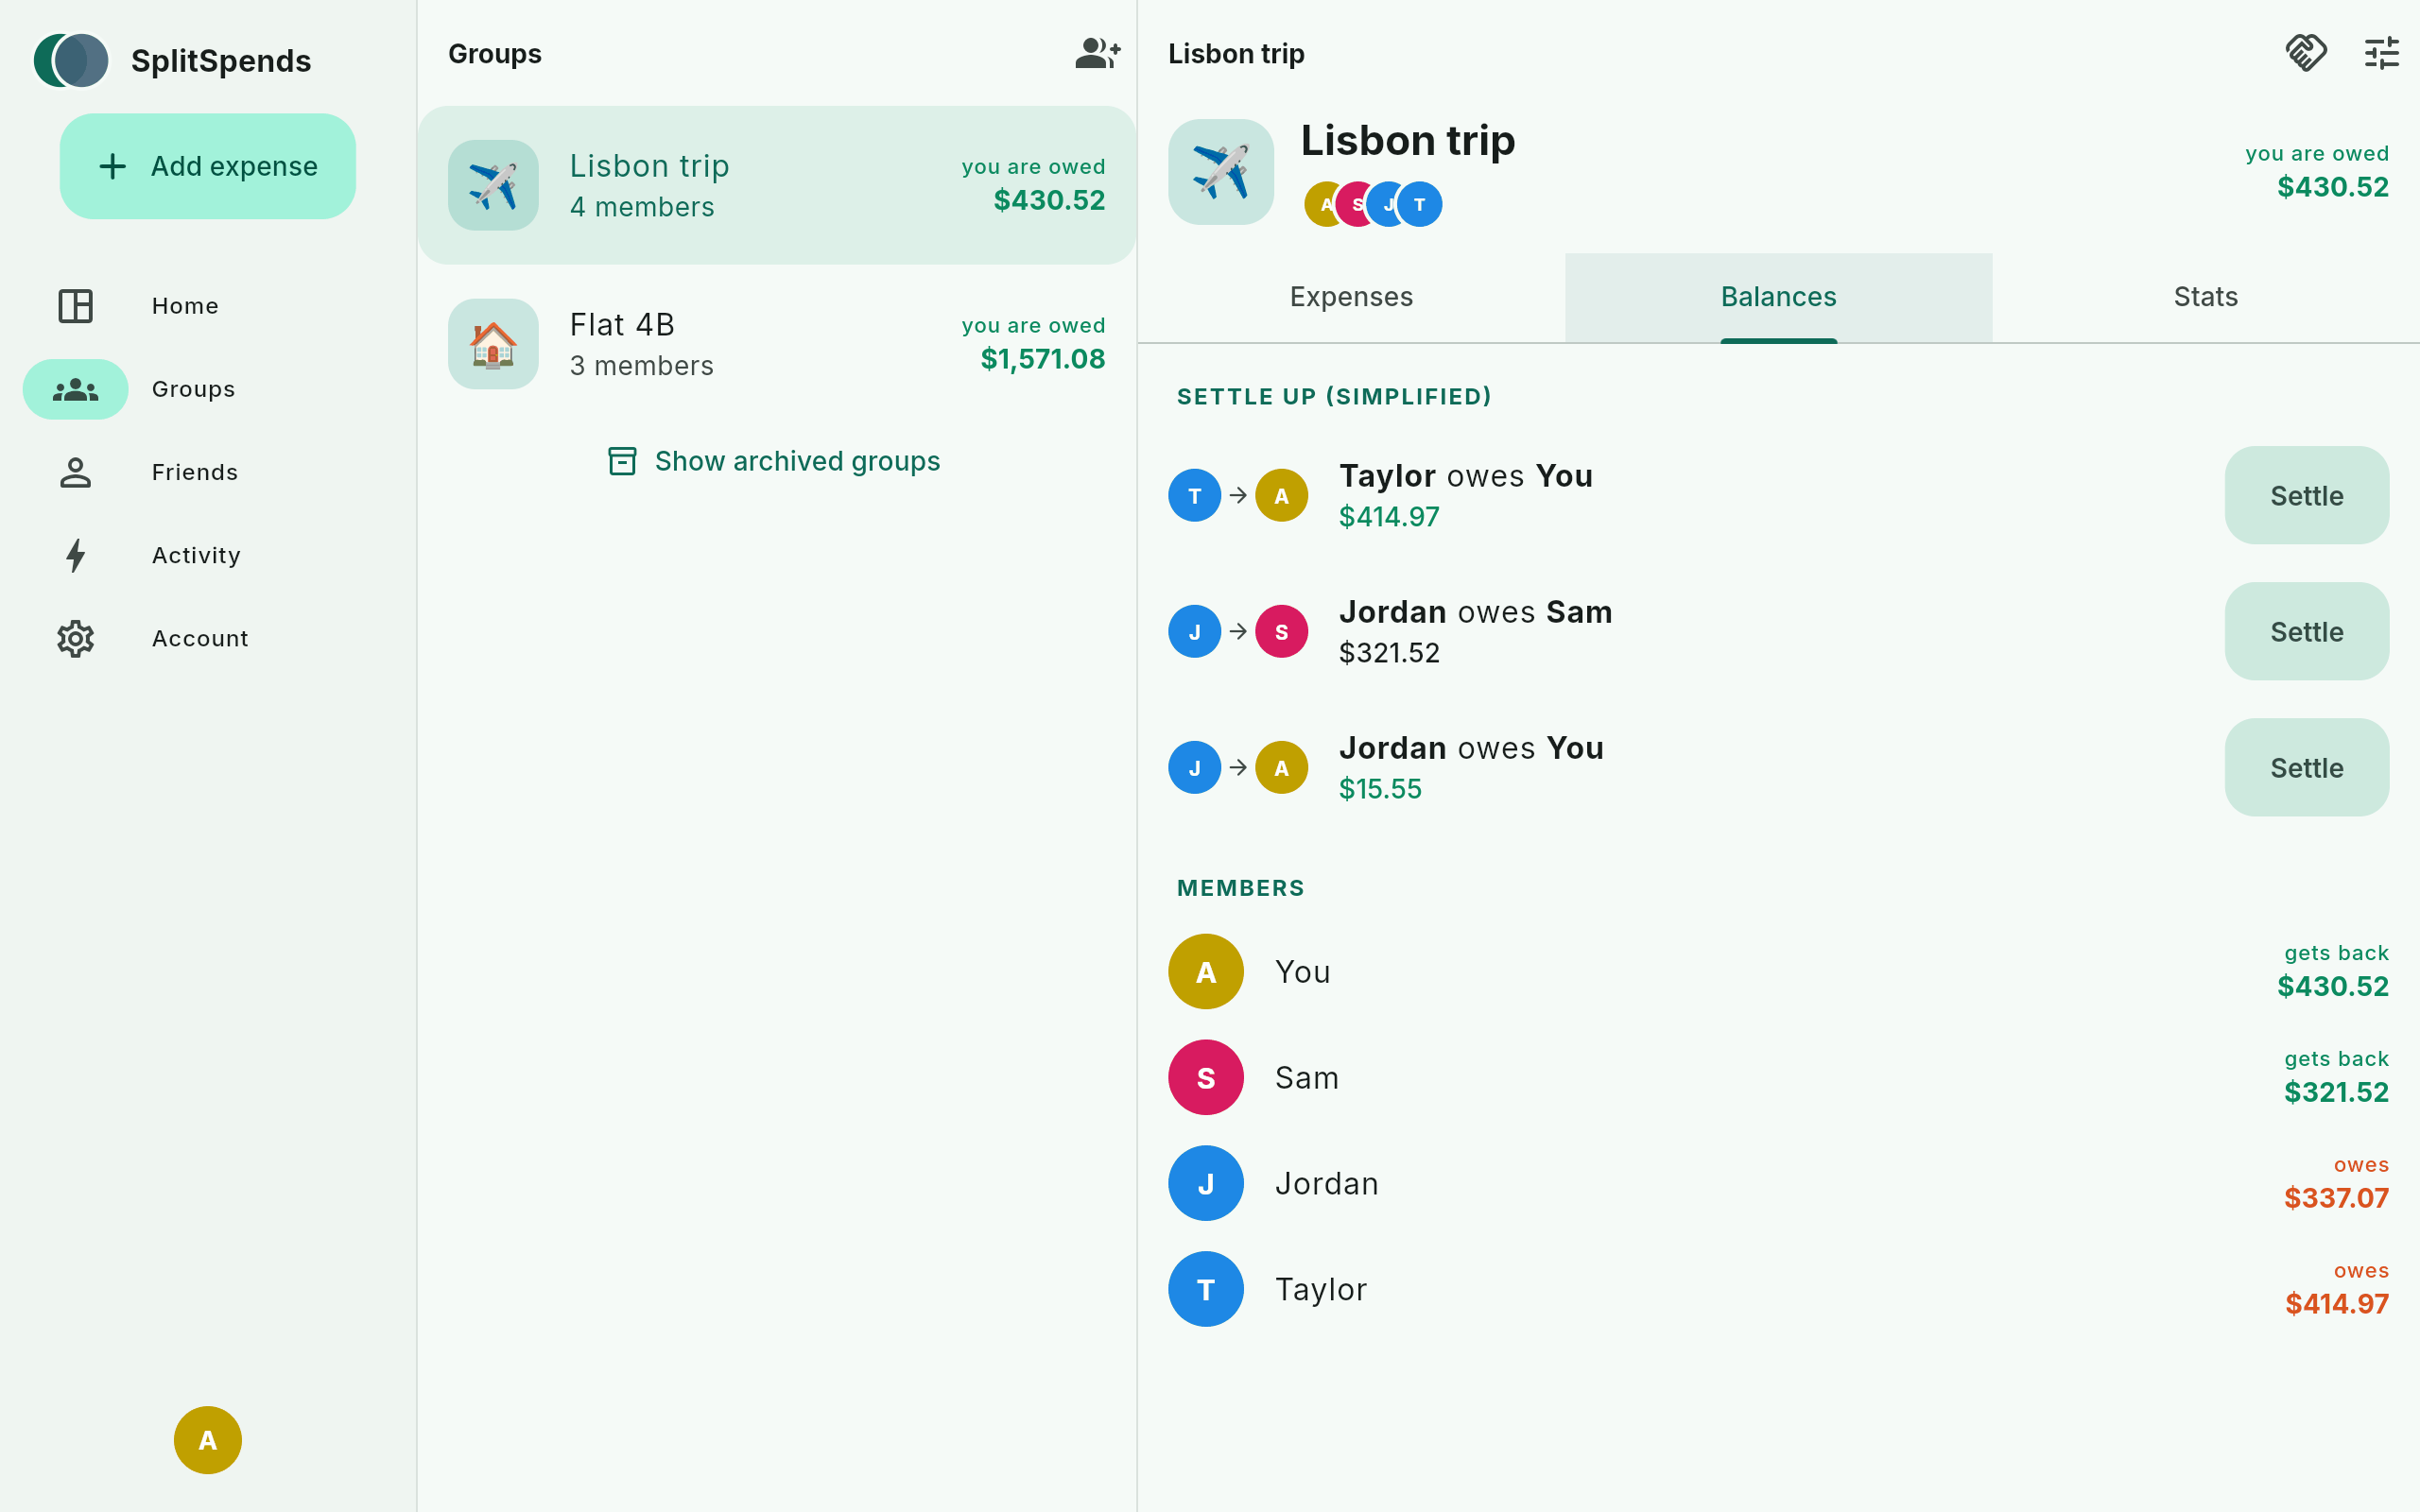 SplitSpends
Add expense
Home
Groups
Friends
Activity
Account
A
Groups
Lisbon trip
4 members
you are owed
$430.52
Flat 4B
3 members
you are owed
$1,571.08
Show archived groups
Lisbon trip
Lisbon trip
A S J T
you are owed
$430.52
Expenses
Balances
Stats
SETTLE UP (SIMPLIFIED)
T A
Taylor owes You
$414.97
Settle
J S
Jordan owes Sam
$321.52
Settle
J A
Jordan owes You
$15.55
Settle
MEMBERS
A
You
gets back
$430.52
S
Sam
gets back
$321.52
J
Jordan
owes
$337.07
T
Taylor
owes
$414.97